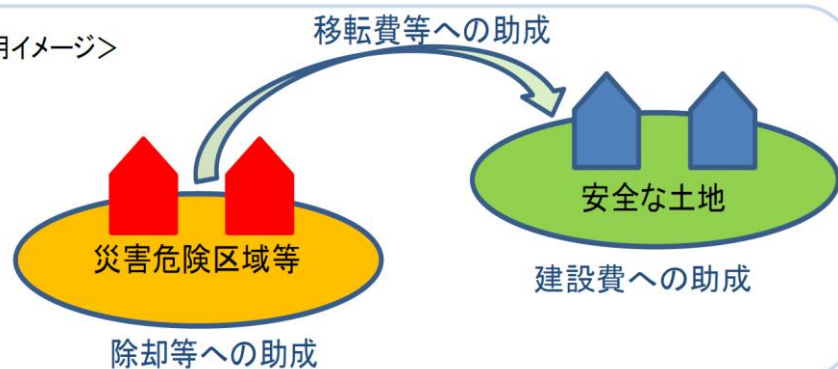 用イメージ＞
移転費等への助成
安全な土地
災害危険区域等
建設費への助成
除却等への助成